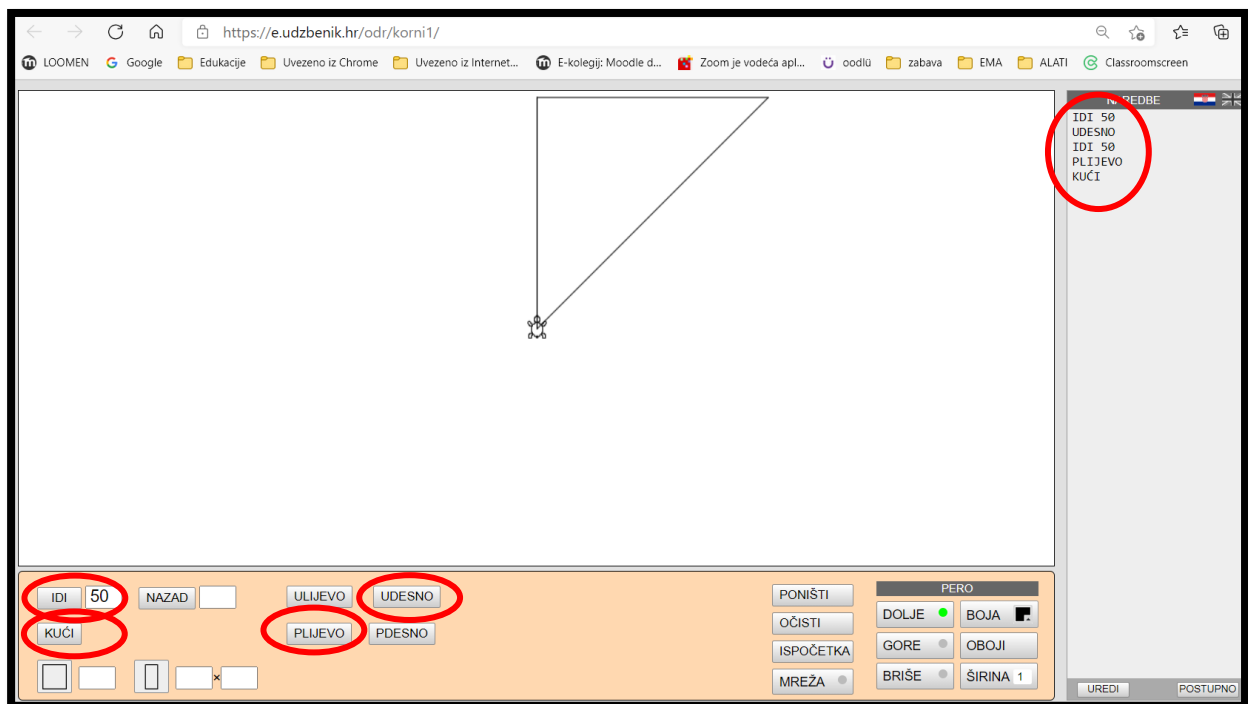 https://e.udzbenik.hr/odr/korni1/
LOOMEN Google Edukacije Uvezeno iz Chrome Uvezeno iz Internet... E-kolegij: Moodle d... Zoom je vodeća apl... oodlü zabava EMA ALATI Classroomscreen
NAREDBE
IDI 50
UDESNO
IDI 50
PLIJEVO
KUĆI
IDI 50 NAZAD ULIJEVO UDESNO
KUĆI PLIJEVO PDESNO
×
PONIŠTI
OČISTI
ISPOČETKA
MREŽA
PERO
DOLJE BOJA
GORE OBOJI
BRIŠE ŠIRINA 1
UREDI POSTUPNO